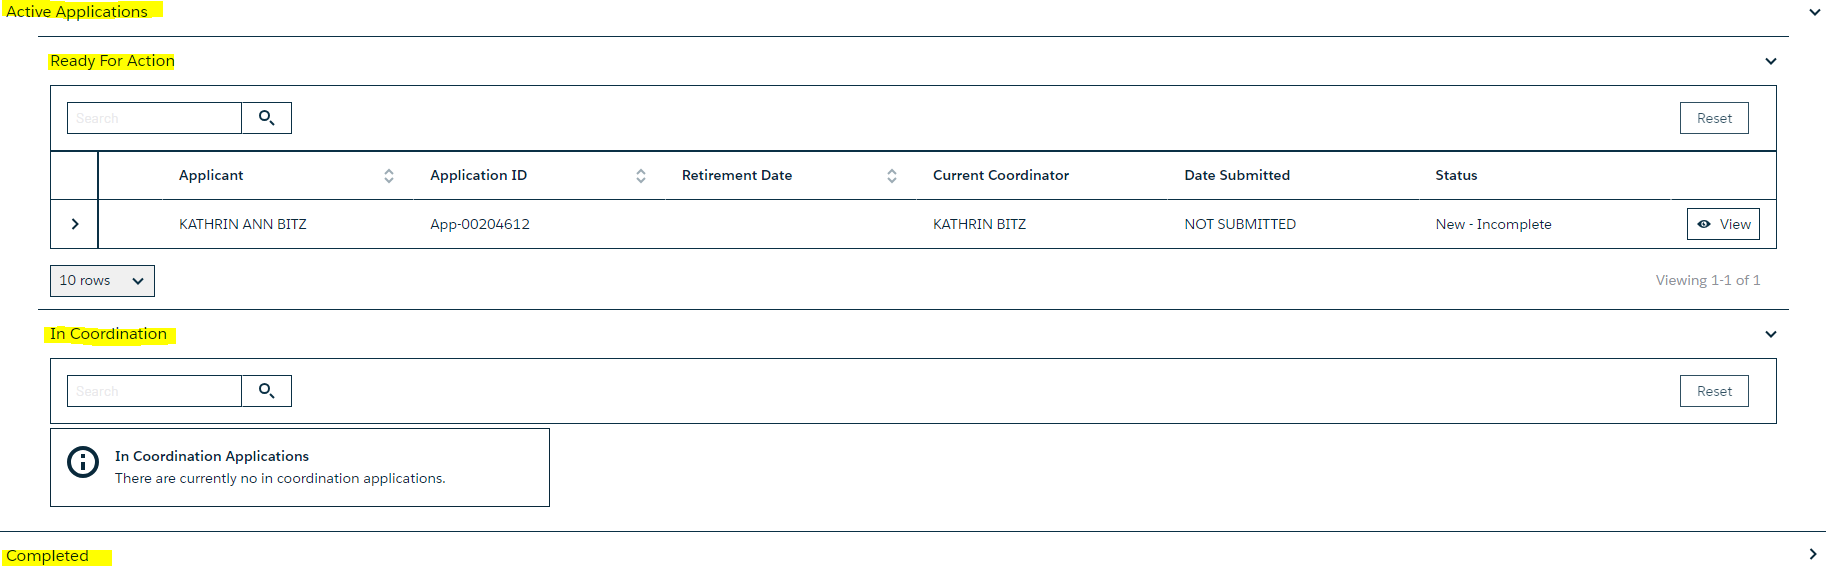 Active Applications
Ready For Action
Search
Reset
Applicant Application ID Retirement Date Current Coordinator Date Submitted Status
KATHRIN ANN BITZ App-00204612 KATHRIN BITZ NOT SUBMITTED New - Incomplete View
10 rows Viewing 1-1 of 1
In Coordination
Search
Reset
In Coordination Applications
There are currently no in coordination applications.
Completed